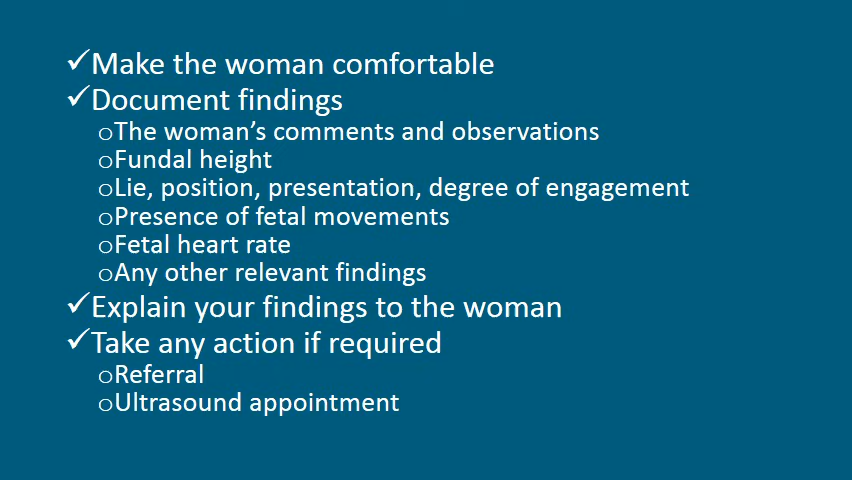 ✓Make the woman comfortable
✓Document findings
oThe woman’s comments and observations
oFundal height
oLie, position, presentation, degree of engagement
oPresence of fetal movements
oFetal heart rate
oAny other relevant findings
✓Explain your findings to the woman
✓Take any action if required
oReferral
oUltrasound appointment